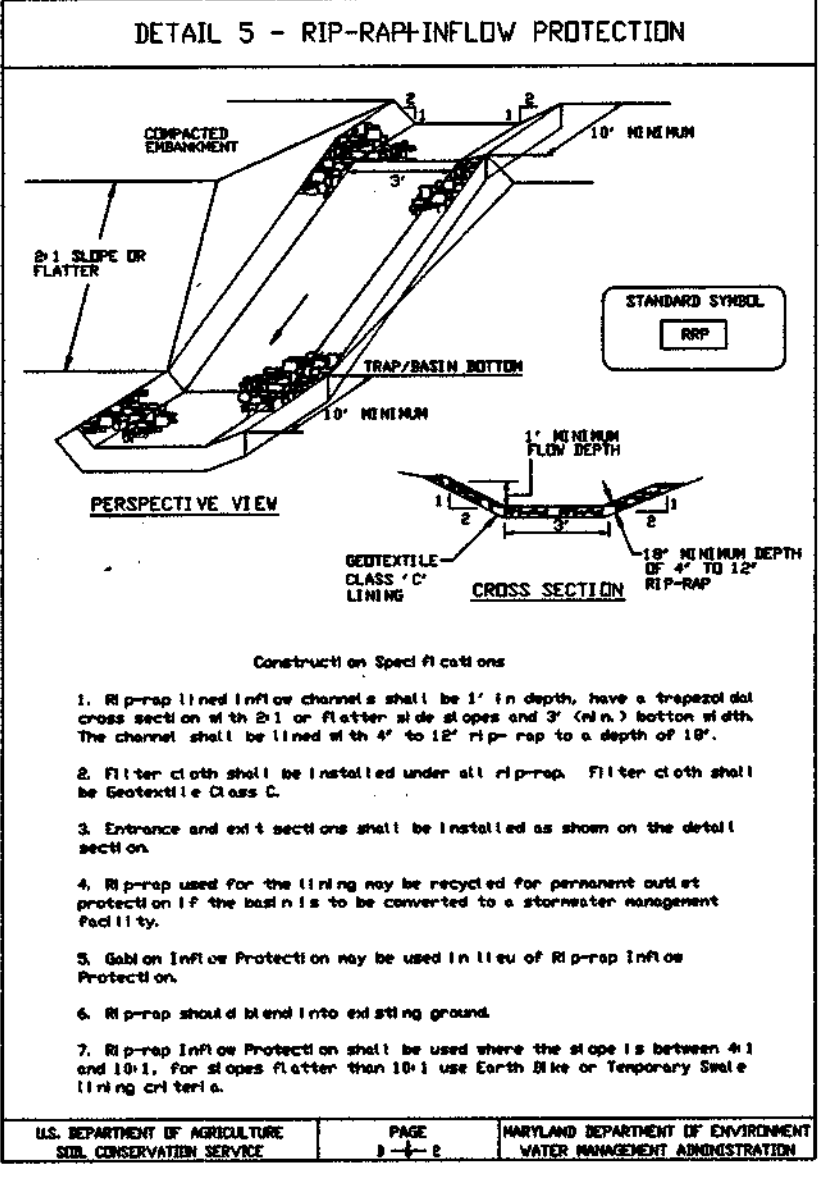 DETAIL 5 - RIP-RAP INFLOW PROTECTION
2
1
1
2
COMPACTED
EMBANKMENT
10' MINIMUM
3'
2:1 SLOPE OR
FLATTER
STANDARD SYMBOL
RRP
TRAP/BASIN BOTTOM
10' MINIMUM
PERSPECTIVE VIEW
1' MINIMUM
FLOW DEPTH
1
2
3'
2
1
GEOTEXTILE
CLASS 'C'
LINING
18" MINIMUM DEPTH
OF 4" TO 12"
RIP-RAP
CROSS SECTION
Construction Specifications
1. Rip-rap lined inflow channels shall be 1' in depth, have a trapezoidal
cross section with 2:1 or flatter side slopes and 3' (min.) bottom width.
The channel shall be lined with 4" to 12" rip-rap to a depth of 18".
2. Filter cloth shall be installed under all rip-rap. Filter cloth shall
be Geotextile Class C.
3. Entrance and exit sections shall be installed as shown on the detail
section.
4. Rip-rap used for the lining may be recycled for permanent outlet
protection if the basin is to be converted to a stormwater management
facility.
5. Gabion Inflow Protection may be used in lieu of Rip-rap Inflow
Protection.
6. Rip-rap should blend into existing ground.
7. Rip-rap Inflow Protection shall be used where the slope is between 4:1
and 10:1, for slopes flatter than 10:1 use Earth Dike or Temporary Swale
lining criteria.
U.S. DEPARTMENT OF AGRICULTURE
SOIL CONSERVATION SERVICE
PAGE
MARYLAND DEPARTMENT OF ENVIRONMENT
WATER MANAGEMENT ADMINISTRATION